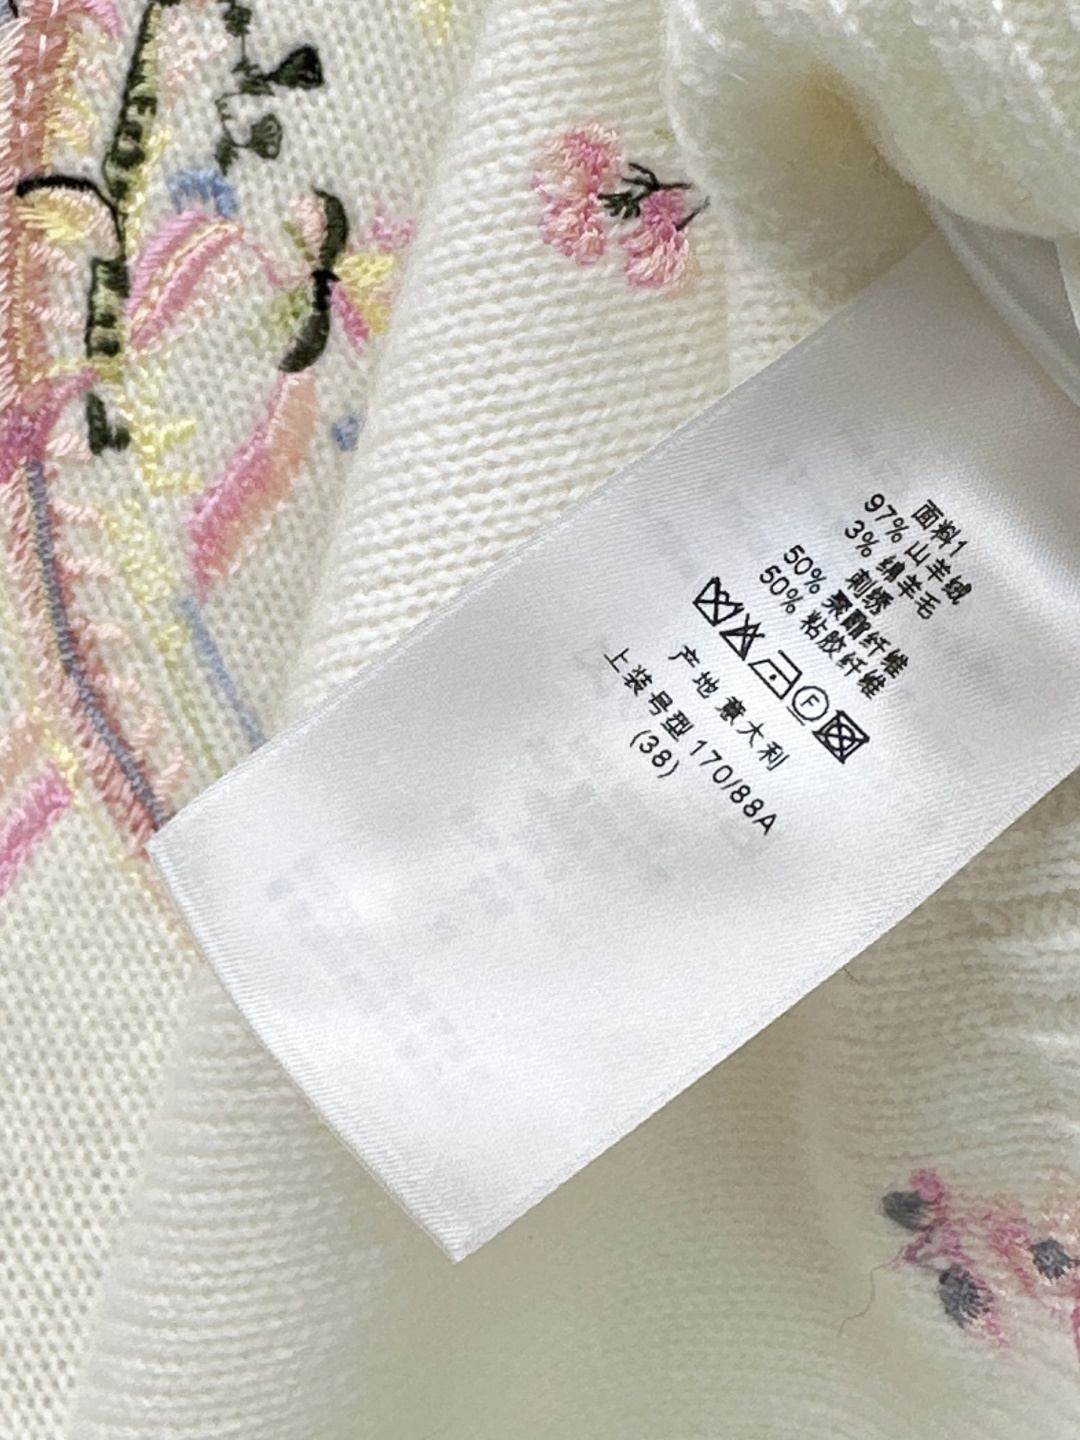 面料1
97% 山羊绒
3% 绵羊毛
刺绣
50% 聚酯纤维
50% 粘胶纤维
F
产地 意大利
上装号型 170/88A
(38)